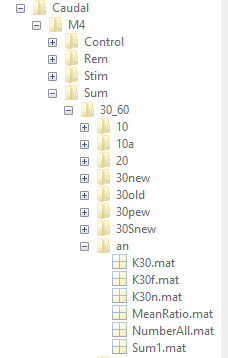 Caudal
M4
Control
Rem
Stim
Sum
30_60
10
10a
20
30new
30old
30pew
30Snew
an
K30.mat
K30f.mat
K30n.mat
MeanRatio.mat
NumberAll.mat
Sum1.mat